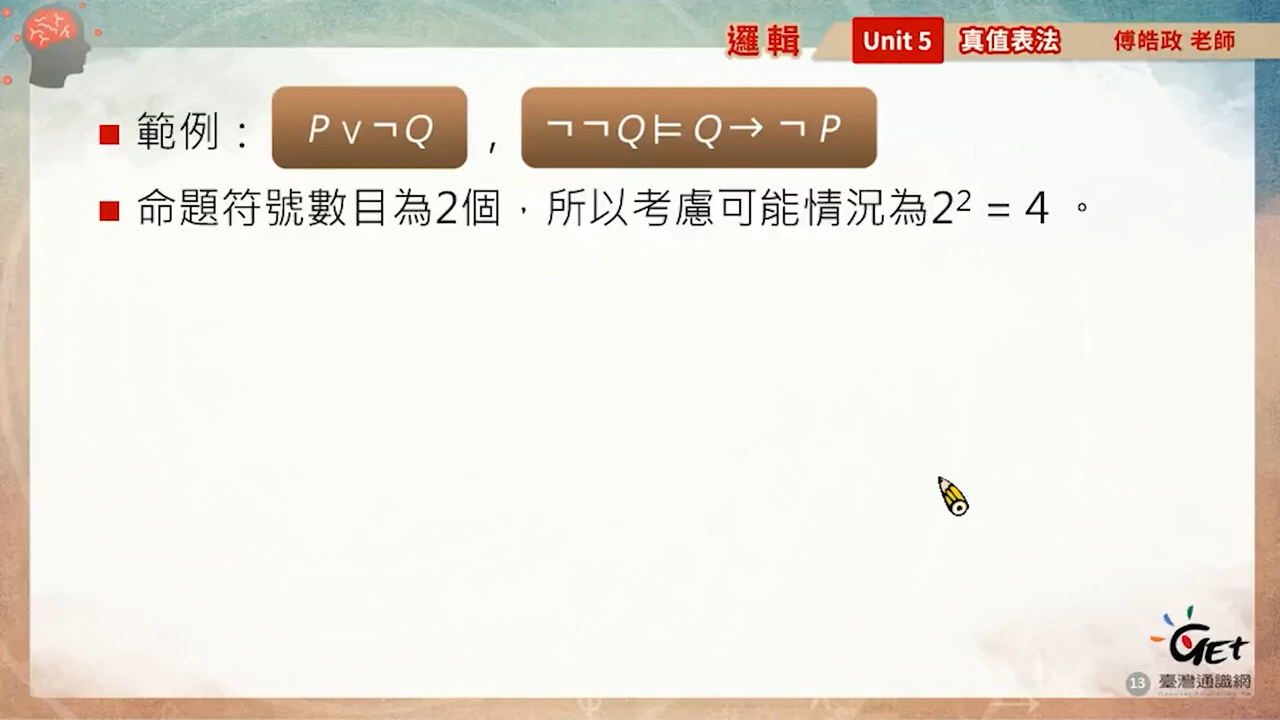 邏輯 Unit 5 真值表法 傅皓政 老師
範例： P ∨ ¬Q , ¬¬Q ⊨ Q → ¬P
命題符號數目為2個，所以考慮可能情況為2² = 4 。
GET
13 臺灣通識網